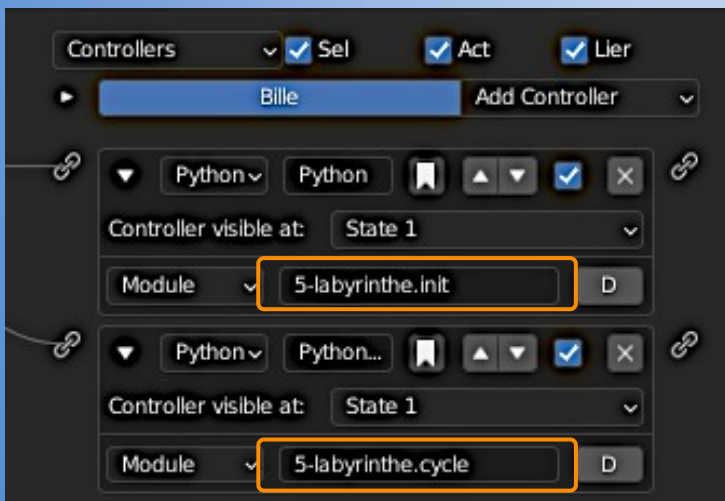 Controllers Sel Act Lier
Bille Add Controller
Python Python
Controller visible at: State 1
Module 5-labyrinthe.init D
Python Python...
Controller visible at: State 1
Module 5-labyrinthe.cycle D